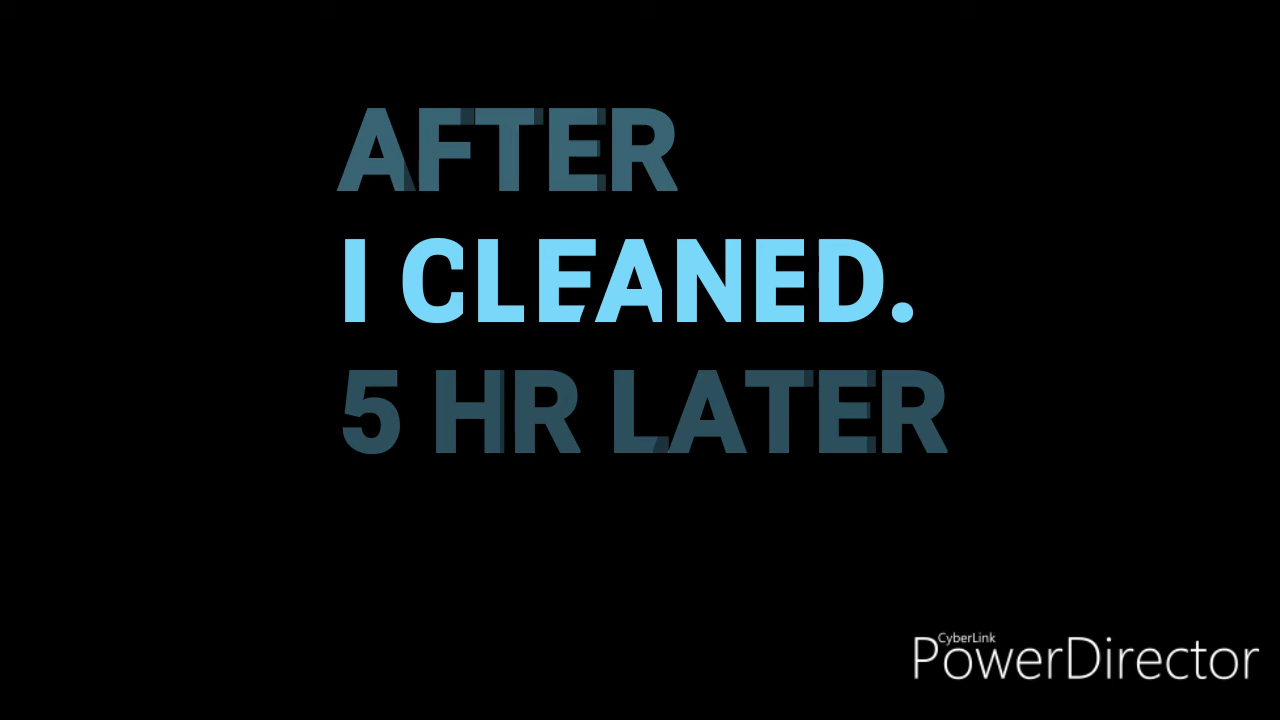 AFTER
I CLEANED.
5 HR LATER
CyberLink
PowerDirector